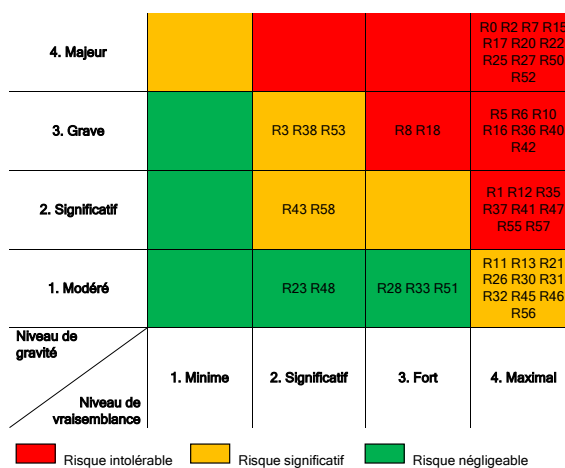 4. Majeur
R0 R2 R7 R15
R17 R20 R22
R25 R27 R50
R52
3. Grave
R3 R38 R53
R8 R18
R5 R6 R10
R16 R36 R40
R42
2. Significatif
R43 R58
R1 R12 R35
R37 R41 R47
R55 R57
1. Modéré
R23 R48
R28 R33 R51
R11 R13 R21
R26 R30 R31
R32 R45 R46
R56
Niveau de
gravité
Niveau de
vraisemblance
1. Minime
2. Significatif
3. Fort
4. Maximal
Risque intolérable
Risque significatif
Risque négligeable